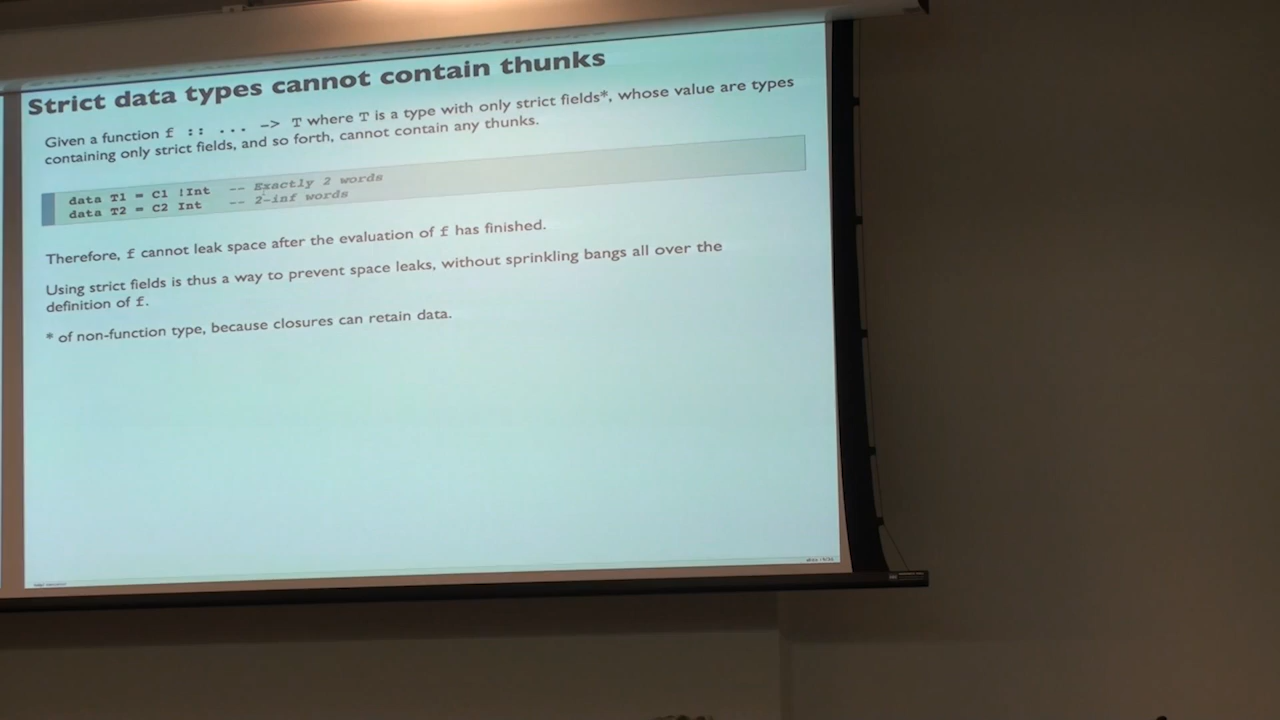 Strict data types cannot contain thunks
Given a function f :: ... -> T where T is a type with only strict fields*, whose value are types
containing only strict fields, and so forth, cannot contain any thunks.
data T1 = C1 !Int -- Exactly 2 words
data T2 = C2 Int -- 2-inf words
Therefore, f cannot leak space after the evaluation of f has finished.
Using strict fields is thus a way to prevent space leaks, without sprinkling bangs all over the
definition of f.
* of non-function type, because closures can retain data.